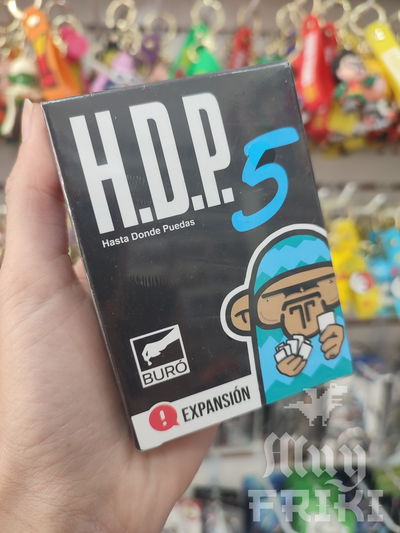 H.D.P. 5
Hasta Donde Puedas
BURÓ
! EXPANSIÓN
Muy
FRIKI